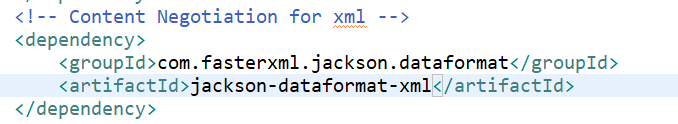 <!-- Content Negotiation for xml -->
<dependency>
<groupId>com.fasterxml.jackson.dataformat</groupId>
<artifactId>jackson-dataformat-xml</artifactId>
</dependency>